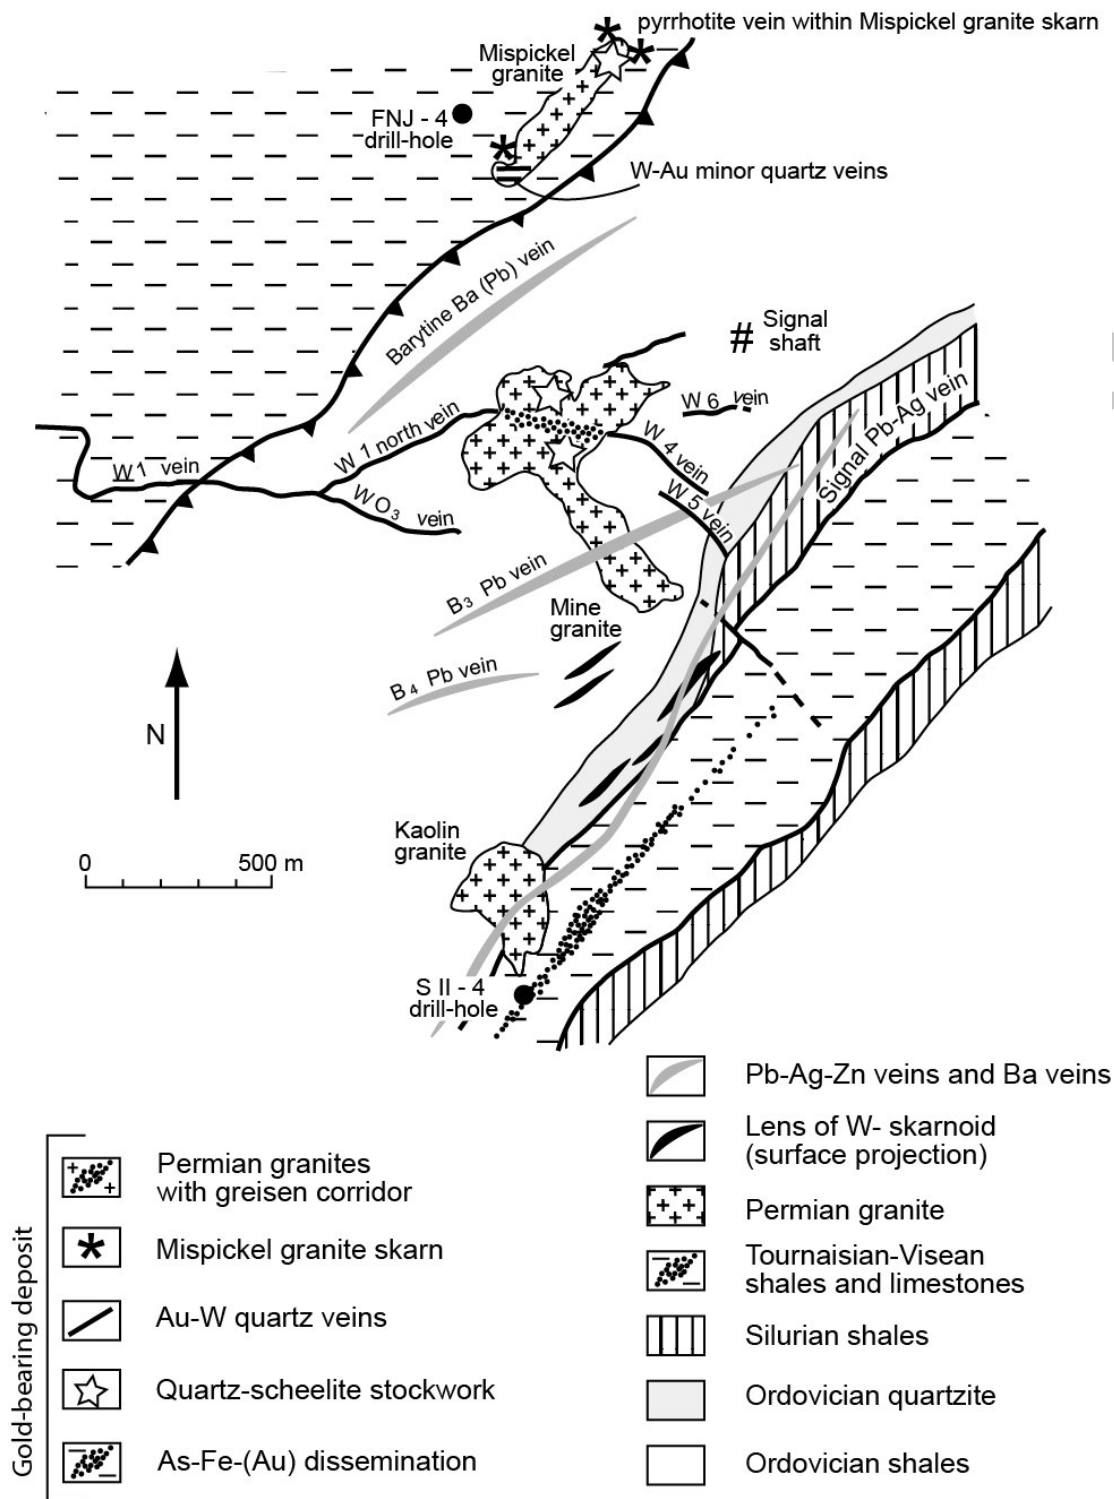 pyrrhotite vein within Mispickel granite skarn
Mispickel
granite
FNJ - 4
drill-hole
W-Au minor quartz veins
Barytine Ba (Pb) vein
Signal
shaft
#
W 6 vein
Signal Pb-Ag vein
W 1 north vein
W 4 vein
W1 vein
W 5 vein
WO3 vein
B3 Pb vein
Mine
granite
B4 Pb vein
N
Kaolin
granite
0 500 m
S II - 4
drill-hole
Gold-bearing deposit
Permian granites
with greisen corridor
Mispickel granite skarn
Au-W quartz veins
Quartz-scheelite stockwork
As-Fe-(Au) dissemination
Pb-Ag-Zn veins and Ba veins
Lens of W- skarnoid
(surface projection)
Permian granite
Tournaisian-Visean
shales and limestones
Silurian shales
Ordovician quartzite
Ordovician shales